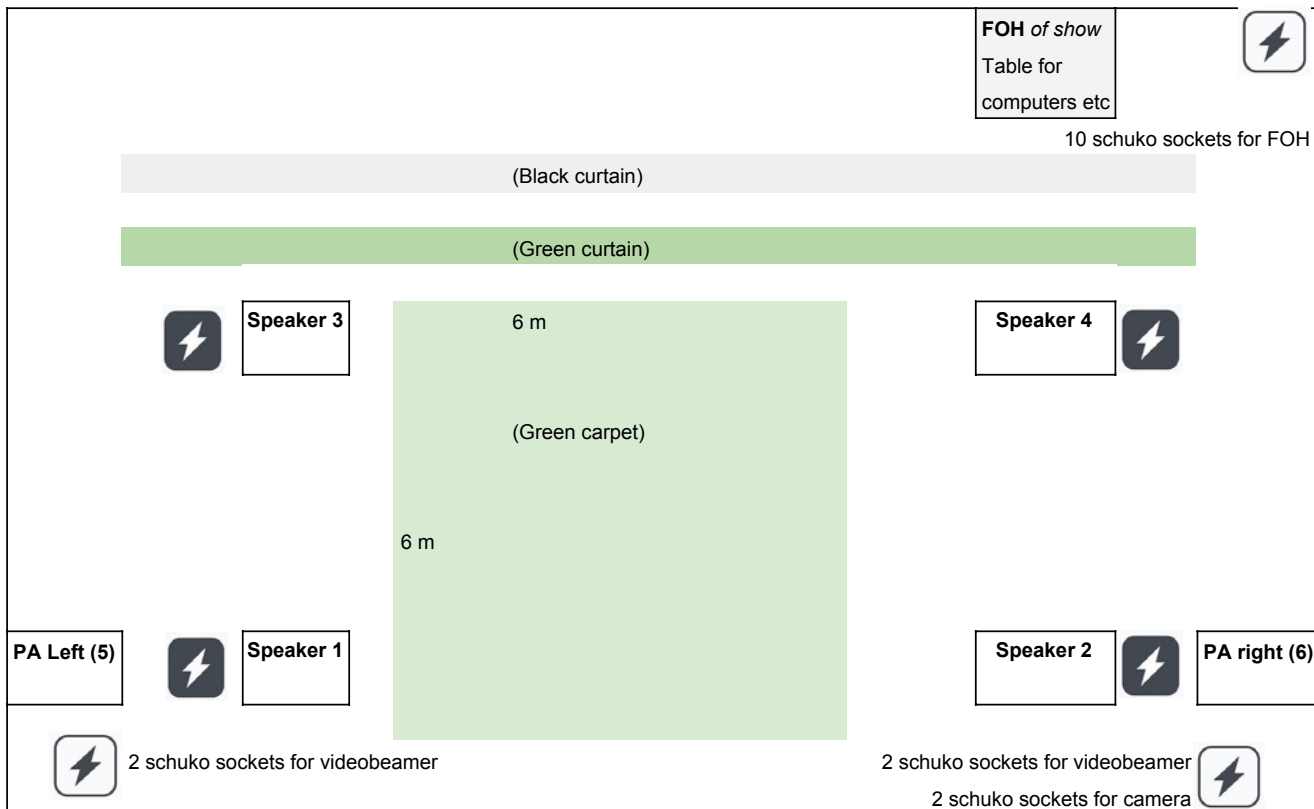 FOH of show
Table for
computers etc
10 schuko sockets for FOH
(Black curtain)
(Green curtain)
Speaker 3
6 m
Speaker 4
(Green carpet)
6 m
PA Left (5)
Speaker 1
Speaker 2
PA right (6)
2 schuko sockets for videobeamer
2 schuko sockets for videobeamer
2 schuko sockets for camera